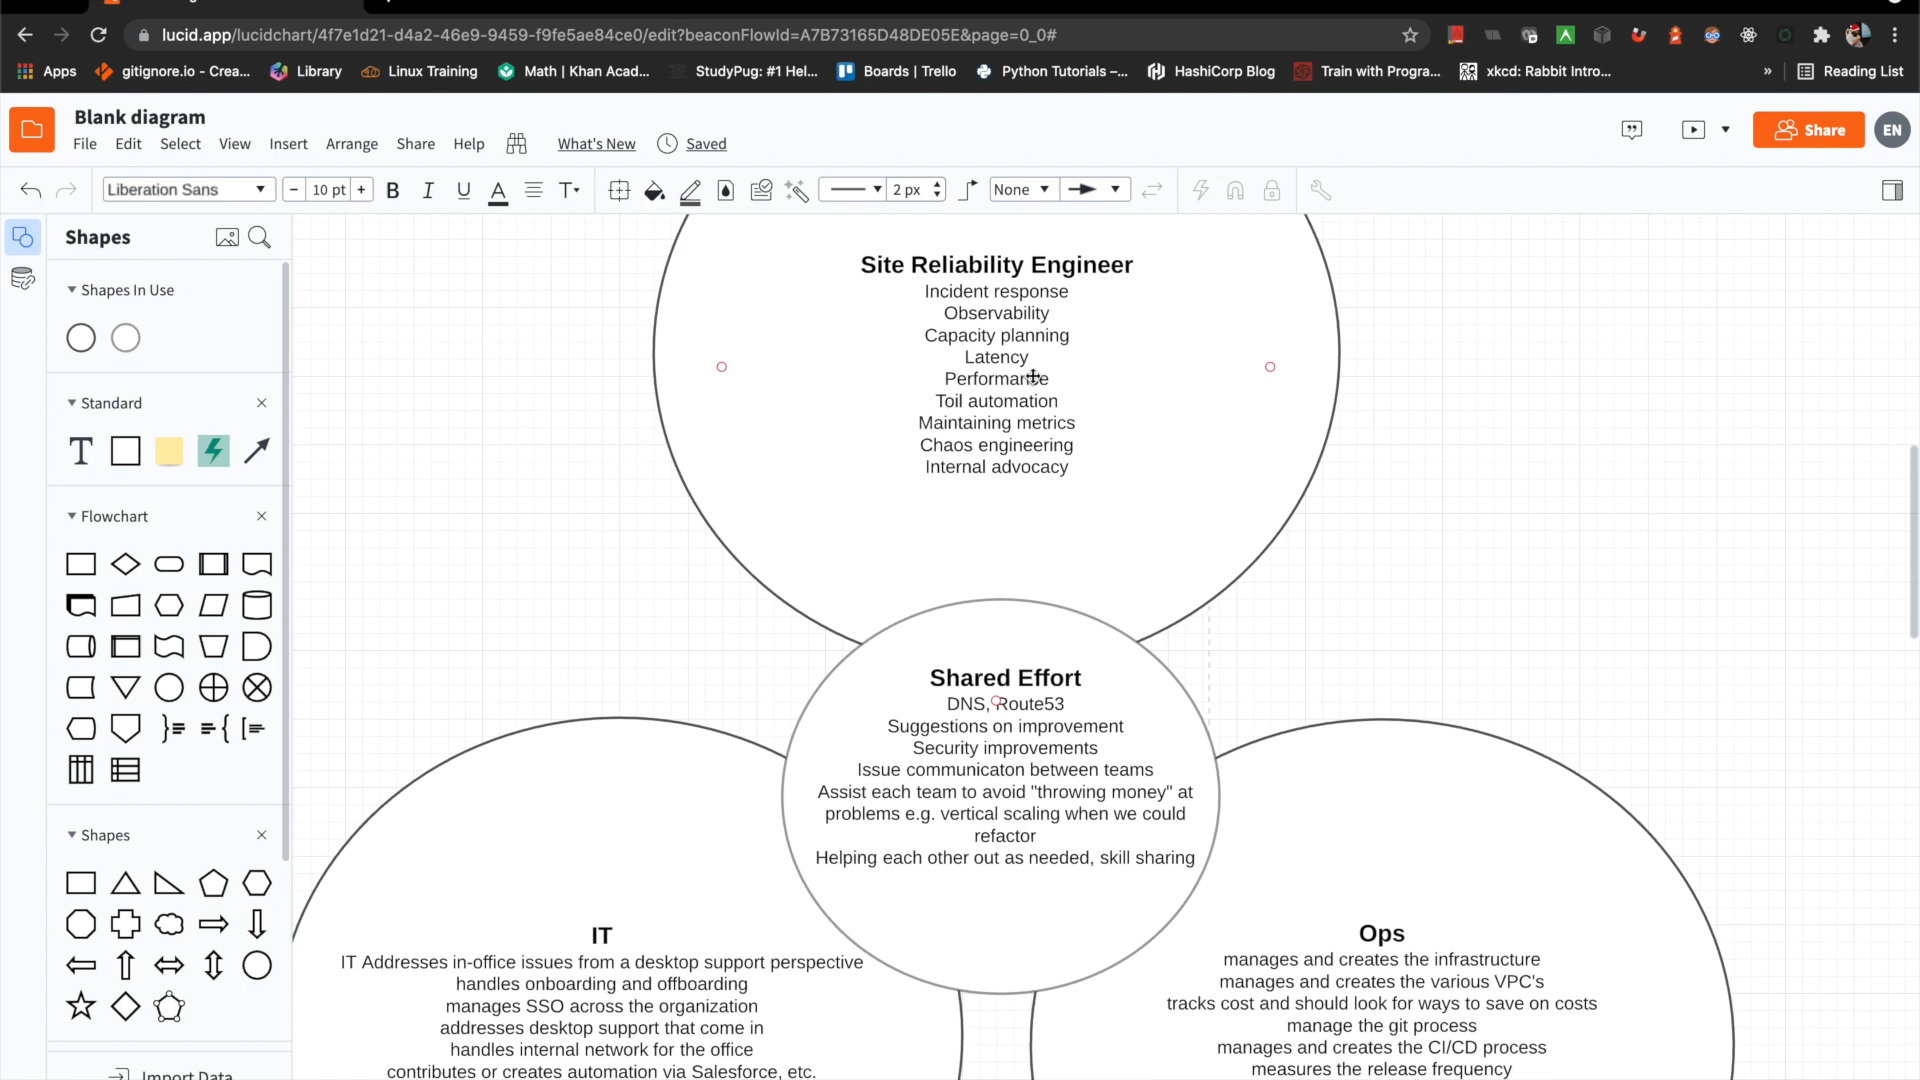 lucid.app/lucidchart/4f7e1d21-d4a2-46e9-9459-f9fe5ae84ce0/edit?beaconFlowId=A7B73165D48DE05E&page=0_0#
Apps
gitignore.io - Crea...
Library
Linux Training
Math | Khan Acad...
StudyPug: #1 Hel...
Boards | Trello
Python Tutorials –...
HashiCorp Blog
Train with Progra...
xkcd: Rabbit Intro...
»
Reading List
Blank diagram
File Edit Select View Insert Arrange Share Help What's New Saved
Share
EN
Liberation Sans
− 10 pt +
B I U A T
2 px
None
Shapes
Shapes In Use
Standard
T
Flowchart
Shapes
Import Data
Site Reliability Engineer
Incident response
Observability
Capacity planning
Latency
Performance
Toil automation
Maintaining metrics
Chaos engineering
Internal advocacy
Shared Effort
DNS, Route53
Suggestions on improvement
Security improvements
Issue communicaton between teams
Assist each team to avoid "throwing money" at
problems e.g. vertical scaling when we could
refactor
Helping each other out as needed, skill sharing
IT
IT Addresses in-office issues from a desktop support perspective
handles onboarding and offboarding
manages SSO across the organization
addresses desktop support that come in
handles internal network for the office
contributes or creates automation via Salesforce, etc.
Ops
manages and creates the infrastructure
manages and creates the various VPC's
tracks cost and should look for ways to save on costs
manage the git process
manages and creates the CI/CD process
measures the release frequency